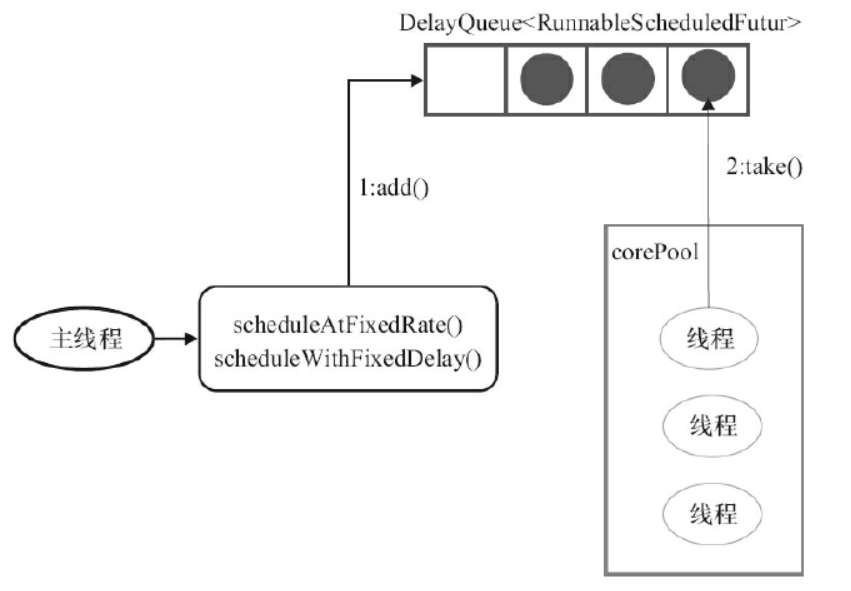 DelayQueue<RunnableScheduledFutur>
1:add()
2:take()
corePool
主线程
scheduleAtFixedRate()
scheduleWithFixedDelay()
线程
线程
线程